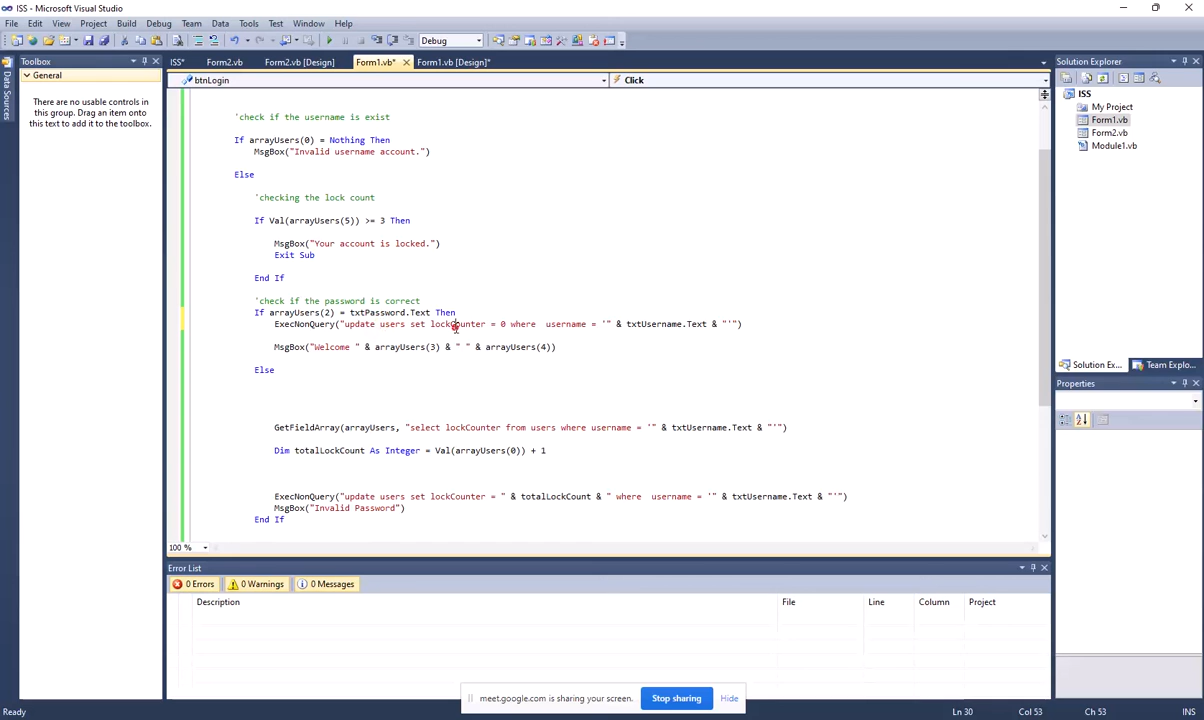 ISS - Microsoft Visual Studio
File Edit View Project Build Debug Team Data Tools Test Window Help
Debug
Toolbox
General
There are no usable controls in
this group. Drag an item onto
this text to add it to the toolbox.
Data Sources
ISS* Form2.vb Form2.vb [Design] Form1.vb* Form1.vb [Design]*
btnLogin Click
'check if the username is exist
If arrayUsers(0) = Nothing Then
MsgBox("Invalid username account.")
Else
'checking the lock count
If Val(arrayUsers(5)) >= 3 Then
MsgBox("Your account is locked.")
Exit Sub
End If
'check if the password is correct
If arrayUsers(2) = txtPassword.Text Then
ExecNonQuery("update users set lockCounter = 0 where  username = '" & txtUsername.Text & "'")
MsgBox("Welcome " & arrayUsers(3) & " " & arrayUsers(4))
Else
GetFieldArray(arrayUsers, "select lockCounter from users where username = '" & txtUsername.Text & "'")
Dim totalLockCount As Integer = Val(arrayUsers(0)) + 1
ExecNonQuery("update users set lockCounter = " & totalLockCount & " where  username = '" & txtUsername.Text & "'")
MsgBox("Invalid Password")
End If
100 %
Error List
0 Errors 0 Warnings 0 Messages
Description File Line Column Project
Solution Explorer
ISS
My Project
Form1.vb
Form2.vb
Module1.vb
Solution Ex... Team Explo...
Properties
meet.google.com is sharing your screen. Stop sharing Hide
Ready Ln 30 Col 53 Ch 53 INS